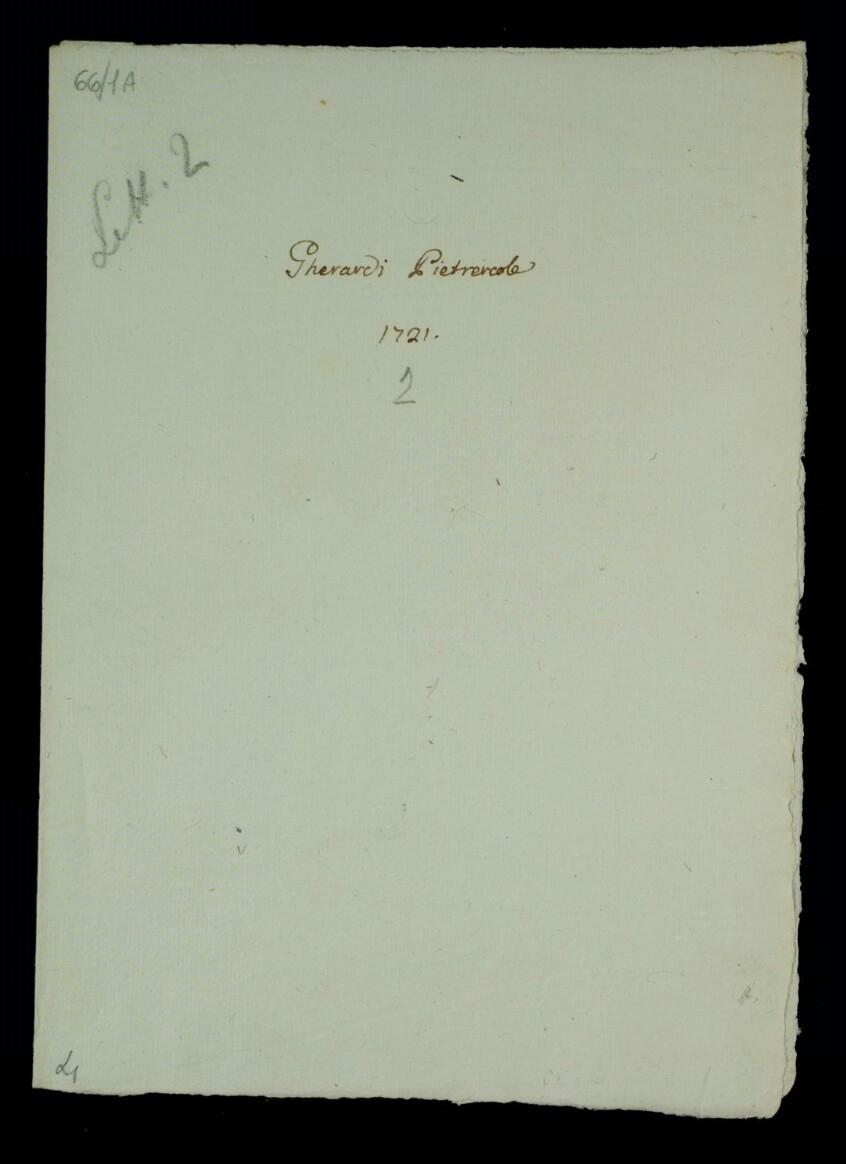 66/1A
Lett. 2
Gherardi Pietrercole
1721.
2